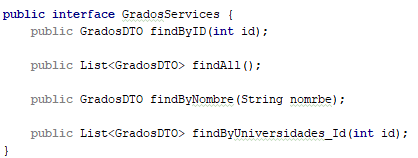 public interface GradosServices {
public GradosDTO findByID(int id);
public List<GradosDTO> findAll();
public GradosDTO findByNombre(String nomrbe);
public List<GradosDTO> findByUniversidades_Id(int id);
}